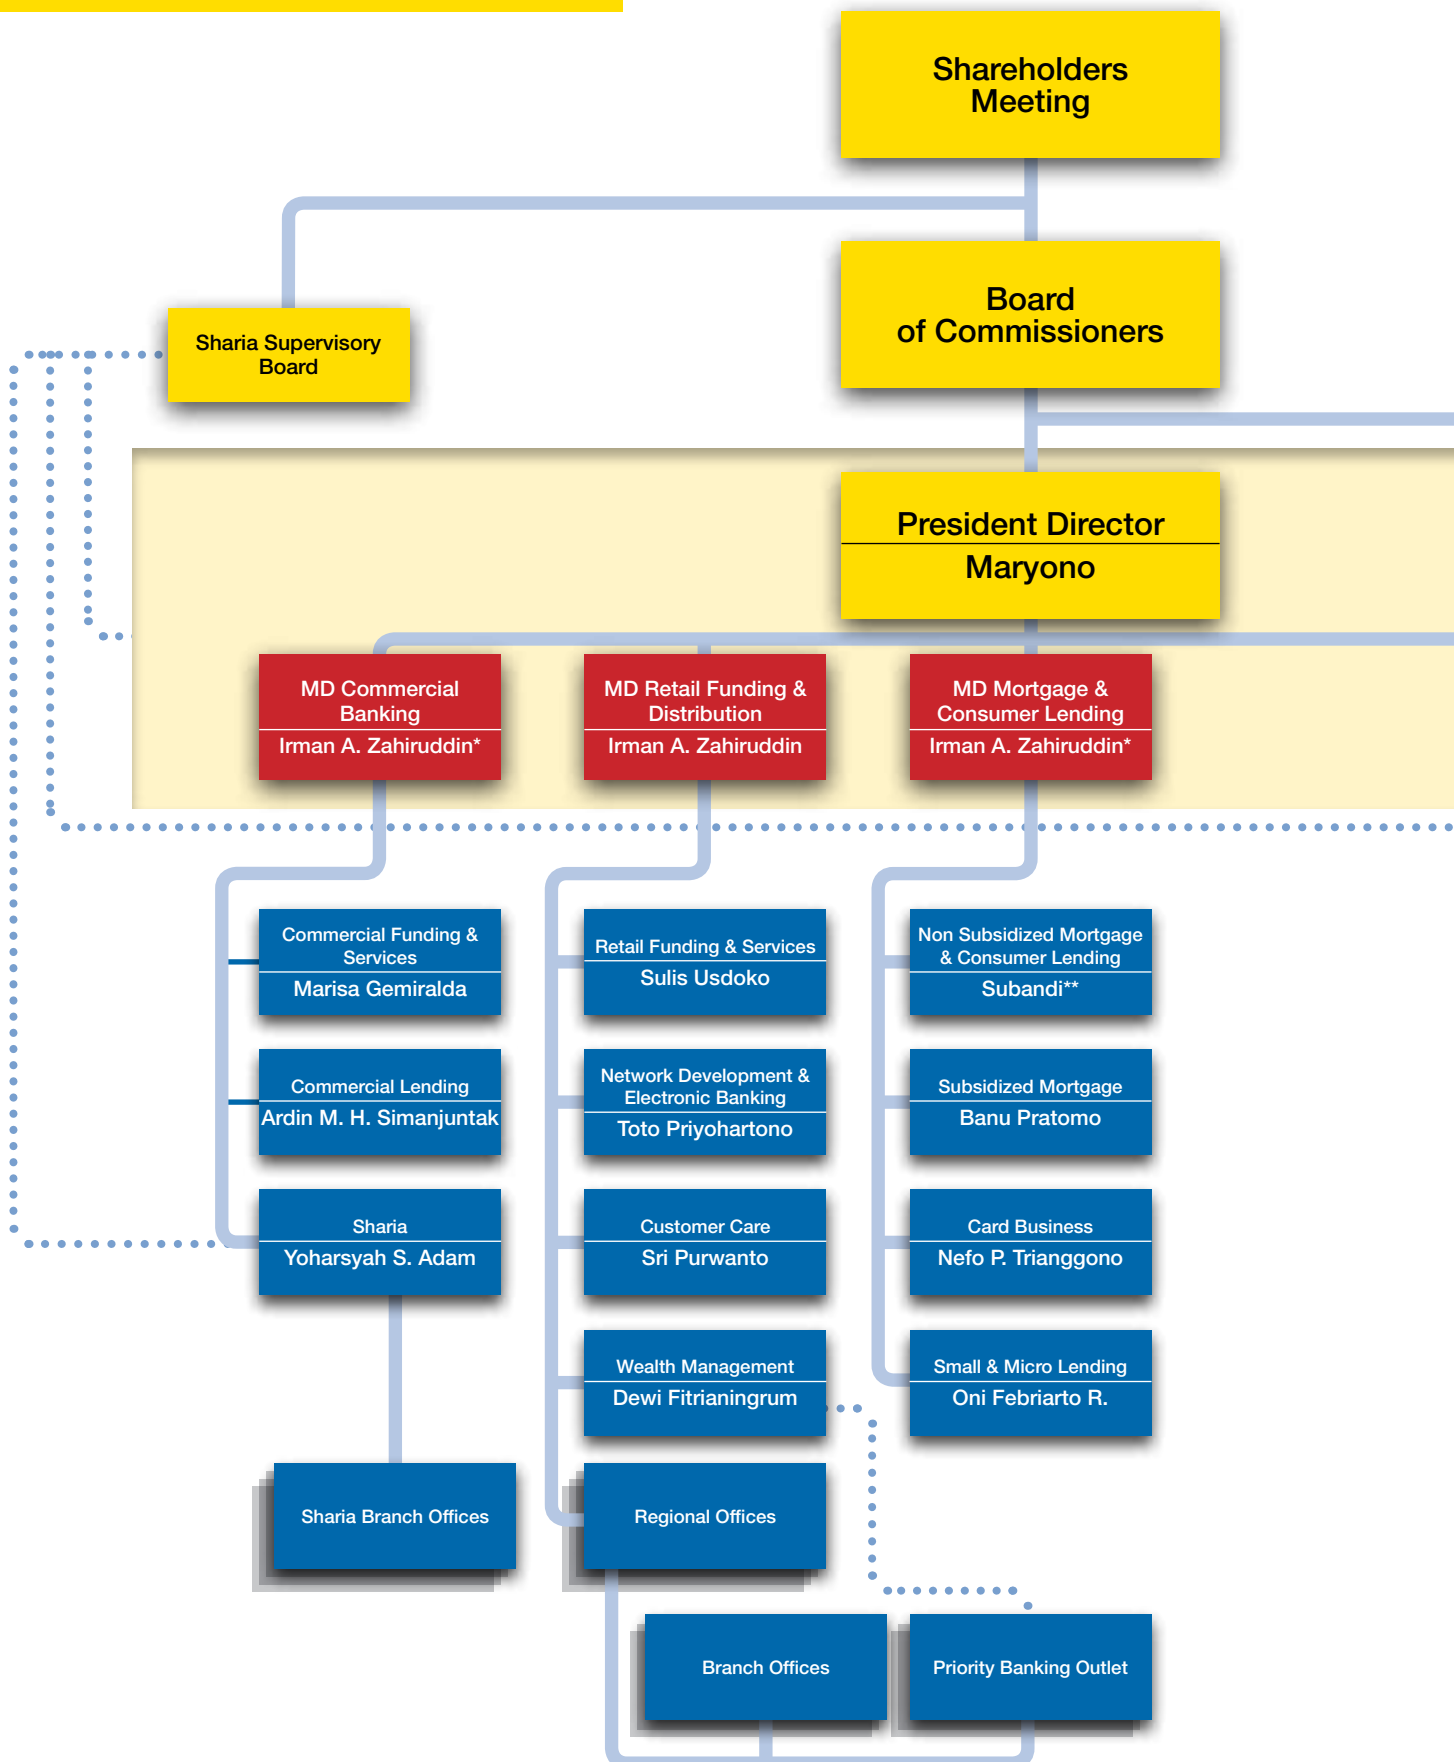 Shareholders
Meeting
Board
of Commissioners
Sharia Supervisory
Board
President Director
Maryono
MD Commercial
Banking
Irman A. Zahiruddin*
MD Retail Funding &
Distribution
Irman A. Zahiruddin
MD Mortgage &
Consumer Lending
Irman A. Zahiruddin*
Commercial Funding &
Services
Marisa Gemiralda
Commercial Lending
Ardin M. H. Simanjuntak
Sharia
Yoharsyah S. Adam
Sharia Branch Offices
Retail Funding & Services
Sulis Usdoko
Network Development &
Electronic Banking
Toto Priyohartono
Customer Care
Sri Purwanto
Wealth Management
Dewi Fitrianingrum
Regional Offices
Non Subsidized Mortgage
& Consumer Lending
Subandi**
Subsidized Mortgage
Banu Pratomo
Card Business
Nefo P. Trianggono
Small & Micro Lending
Oni Febriarto R.
Branch Offices
Priority Banking Outlet